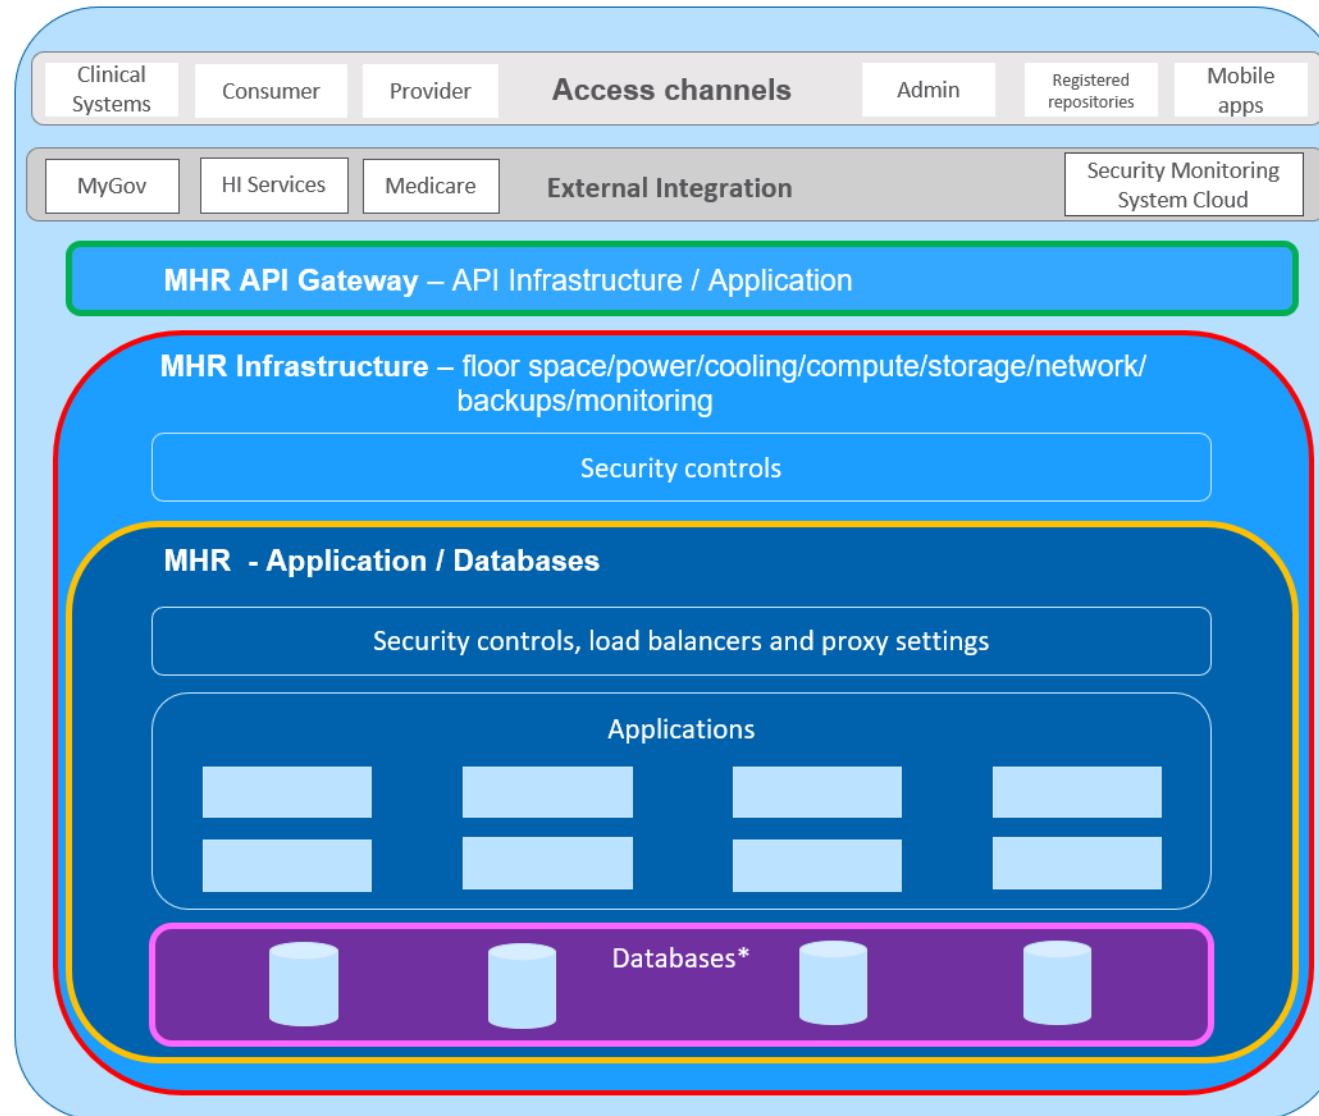 Clinical
Systems
Consumer
Provider
Access channels
Admin
Registered
repositories
Mobile
apps
MyGov
HI Services
Medicare
External Integration
Security Monitoring
System Cloud
MHR API Gateway – API Infrastructure / Application
MHR Infrastructure – floor space/power/cooling/compute/storage/network/
backups/monitoring
Security controls
MHR - Application / Databases
Security controls, load balancers and proxy settings
Applications
Databases*